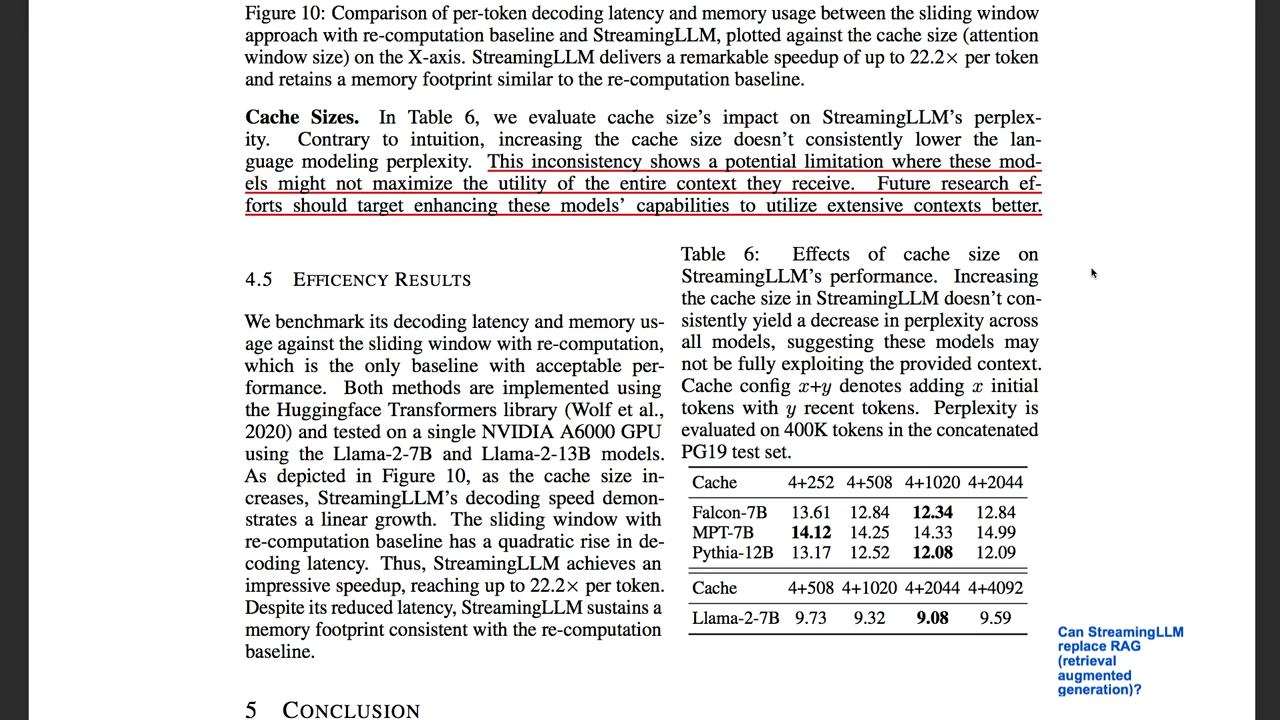 Figure 10: Comparison of per-token decoding latency and memory usage between the sliding window
approach with re-computation baseline and StreamingLLM, plotted against the cache size (attention
window size) on the X-axis. StreamingLLM delivers a remarkable speedup of up to 22.2× per token
and retains a memory footprint similar to the re-computation baseline.
Cache Sizes. In Table 6, we evaluate cache size's impact on StreamingLLM's perplex-
ity. Contrary to intuition, increasing the cache size doesn't consistently lower the lan-
guage modeling perplexity. This inconsistency shows a potential limitation where these mod-
els might not maximize the utility of the entire context they receive. Future research ef-
forts should target enhancing these models' capabilities to utilize extensive contexts better.
4.5 EFFICENCY RESULTS
We benchmark its decoding latency and memory us-
age against the sliding window with re-computation,
which is the only baseline with acceptable per-
formance. Both methods are implemented using
the Huggingface Transformers library (Wolf et al.,
2020) and tested on a single NVIDIA A6000 GPU
using the Llama-2-7B and Llama-2-13B models.
As depicted in Figure 10, as the cache size in-
creases, StreamingLLM's decoding speed demon-
strates a linear growth. The sliding window with
re-computation baseline has a quadratic rise in de-
coding latency. Thus, StreamingLLM achieves an
impressive speedup, reaching up to 22.2× per token.
Despite its reduced latency, StreamingLLM sustains a
memory footprint consistent with the re-computation
baseline.
Table 6: Effects of cache size on
StreamingLLM's performance. Increasing
the cache size in StreamingLLM doesn't con-
sistently yield a decrease in perplexity across
all models, suggesting these models may
not be fully exploiting the provided context.
Cache config x+y denotes adding x initial
tokens with y recent tokens. Perplexity is
evaluated on 400K tokens in the concatenated
PG19 test set.
Cache 4+252 4+508 4+1020 4+2044
Falcon-7B 13.61 12.84 12.34 12.84
MPT-7B 14.12 14.25 14.33 14.99
Pythia-12B 13.17 12.52 12.08 12.09
Cache 4+508 4+1020 4+2044 4+4092
Llama-2-7B 9.73 9.32 9.08 9.59
Can StreamingLLM
replace RAG
(retrieval
augmented
generation)?
5 CONCLUSION